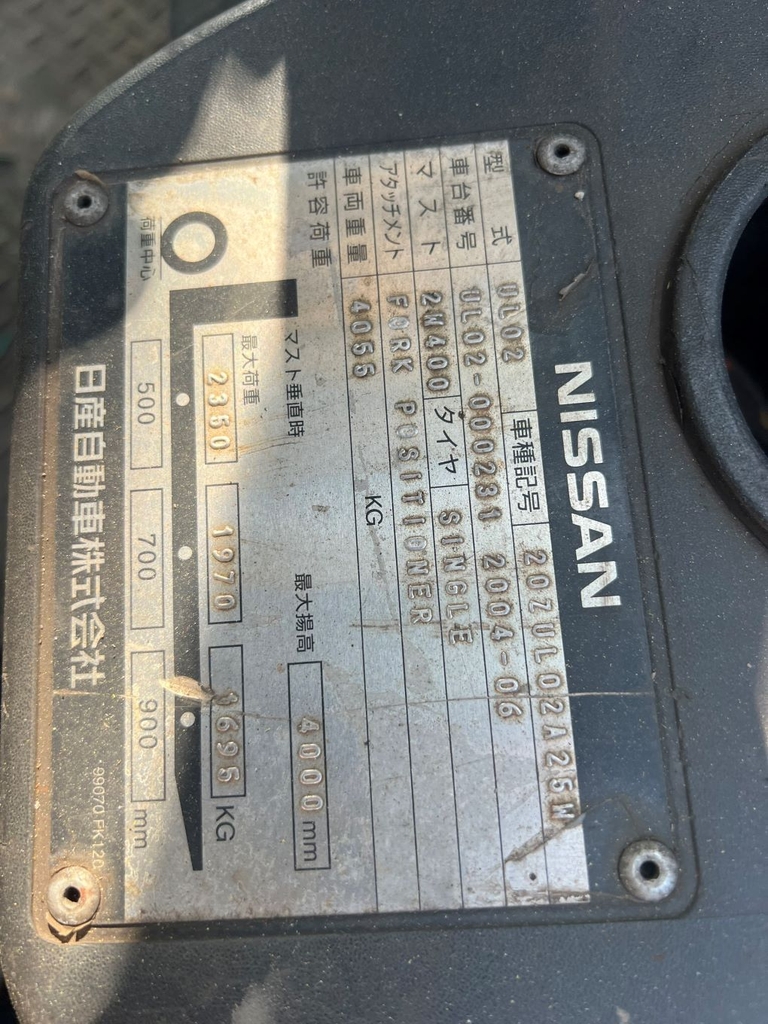 NISSAN
型式 UL02 車種記号 20ZUL02A25W
車台番号 UL02-000231 2004-06
マスト 2W400 タイヤ SINGLE
アタッチメント FORK POSITIONER
車両重量 4055 KG
許容荷重
マスト垂直時 最大揚高 4000 mm
最大荷重
2350 1970 1695 KG
荷重中心 500 700 900 mm
日産自動車株式会社